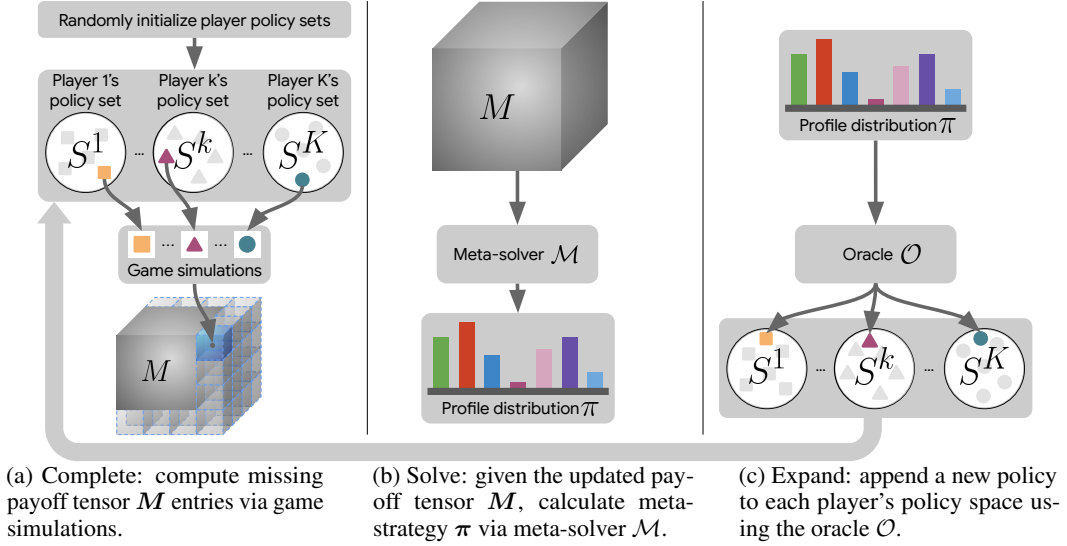 Randomly initialize player policy sets
Player 1's policy set
Player k's policy set
Player K's policy set
S^1 ... S^k ... S^K
... ...
Game simulations
M
(a) Complete: compute missing
payoff tensor M entries via game
simulations.
M
Meta-solver M
Profile distribution π
(b) Solve: given the updated pay-
off tensor M, calculate meta-
strategy π via meta-solver M.
Profile distribution π
Oracle O
S^1 ... S^k ... S^K
(c) Expand: append a new policy
to each player's policy space us-
ing the oracle O.